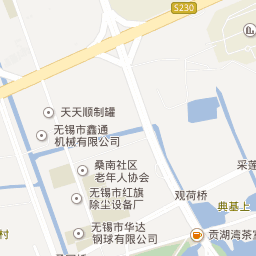 S230
天天顺制罐
无锡市鑫通
机械有限公司
桑南社区
老年人协会
采莲
无锡市红旗
除尘设备厂
观荷桥
典基上
村
无锡市华达
钢球有限公司
贡湖湾茶宴